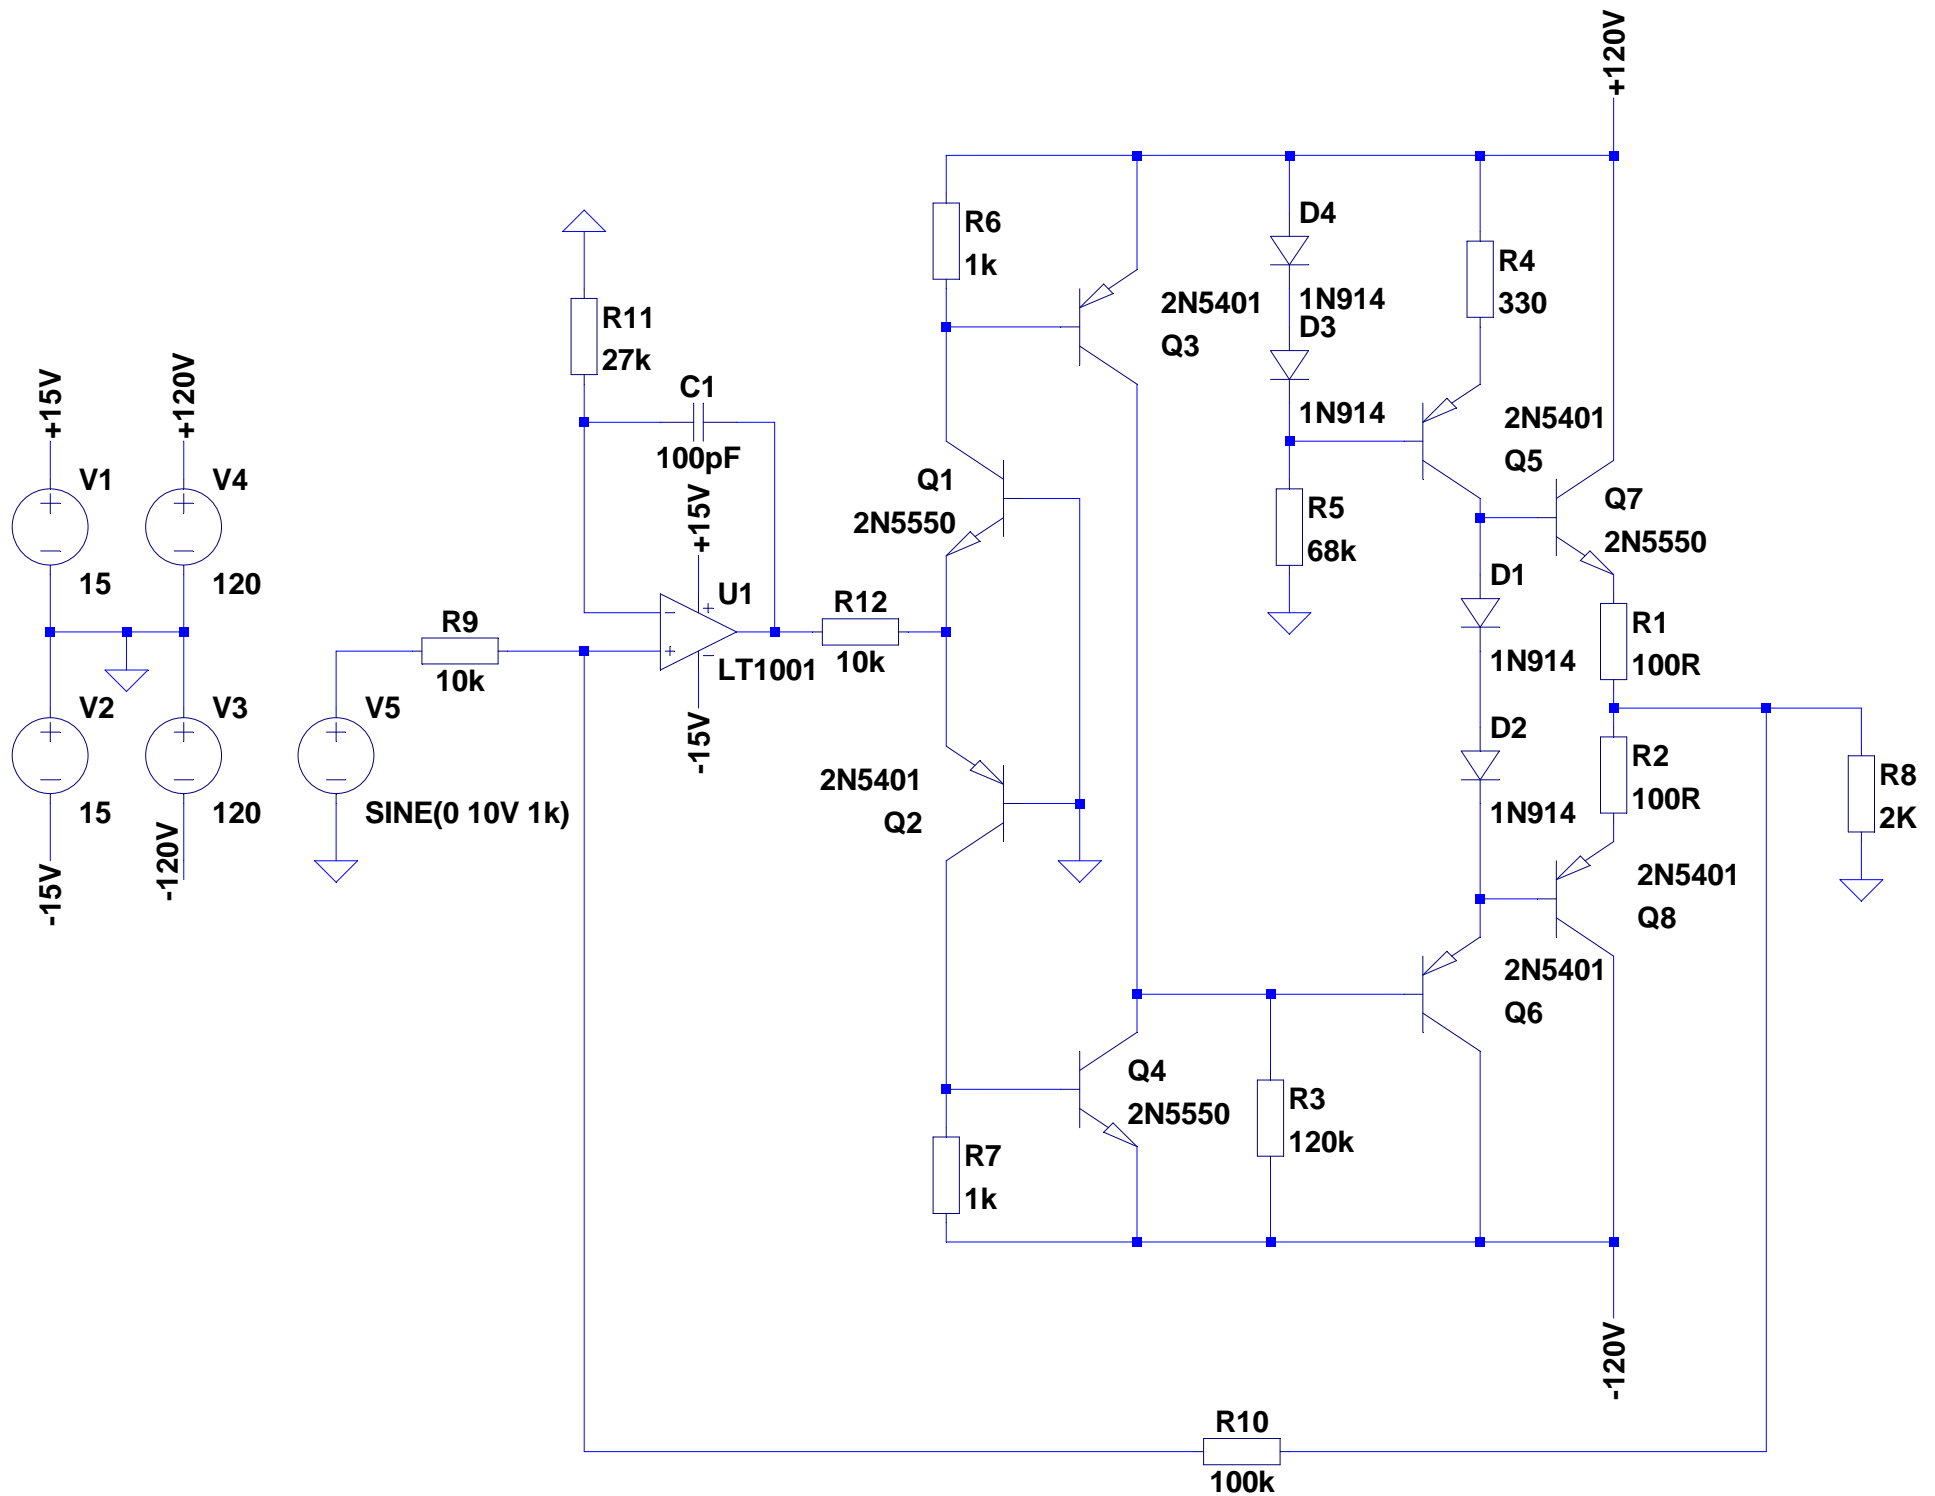 +120V
R6
1k
D4
1N914
D3
1N914
R4
330
2N5401
Q3
R11
27k
C1
100pF
+15V
+120V
V1
15
V4
120
Q1
2N5550
+15V
R5
68k
2N5401
Q5
Q7
2N5550
D1
1N914
R1
100R
U1
LT1001
-15V
R12
10k
R9
10k
V2
15
V3
120
V5
SINE(0 10V 1k)
-15V
-120V
2N5401
Q2
D2
1N914
R2
100R
R8
2K
2N5401
Q8
2N5401
Q6
Q4
2N5550
R3
120k
R7
1k
-120V
R10
100k
+
−
+
−
+
−
+
−
+
−
−
+
+
−